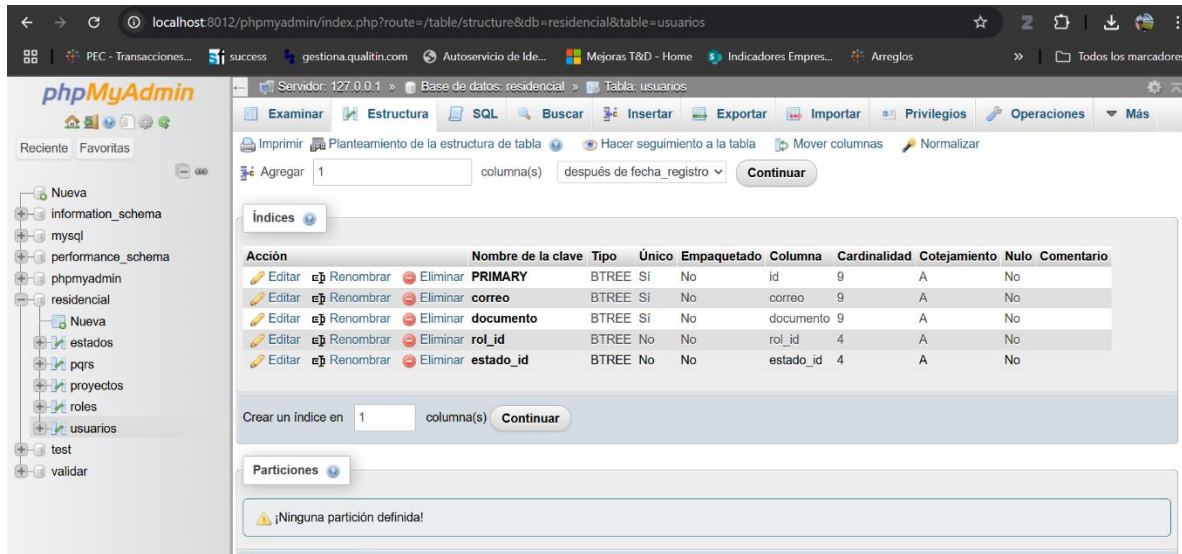 localhost:8012/phpmyadmin/index.php?route=/table/structure&db=residencial&table=usuarios
PEC - Transacciones... success gestiona.qualitin.com Autoservicio de Ide... Mejoras T&D - Home Indicadores Empres... Arreglos » Todos los marcadores
phpMyAdmin
Reciente Favoritas
Nueva
information_schema
mysql
performance_schema
phpmyadmin
residencial
Nueva
estados
pqrs
proyectos
roles
usuarios
test
validar
Servidor: 127.0.0.1 » Base de datos: residencial » Tabla: usuarios
Examinar Estructura SQL Buscar Insertar Exportar Importar Privilegios Operaciones Más
Imprimir Planteamiento de la estructura de tabla Hacer seguimiento a la tabla Mover columnas Normalizar
Agregar 1 columna(s) después de fecha_registro Continuar
Índices
Acción Nombre de la clave Tipo Único Empaquetado Columna Cardinalidad Cotejamiento Nulo Comentario
Editar Renombrar Eliminar PRIMARY BTREE Sí No id 9 A No
Editar Renombrar Eliminar correo BTREE Sí No correo 9 A No
Editar Renombrar Eliminar documento BTREE Sí No documento 9 A No
Editar Renombrar Eliminar rol_id BTREE No No rol_id 4 A No
Editar Renombrar Eliminar estado_id BTREE No No estado_id 4 A No
Crear un índice en 1 columna(s) Continuar
Particiones
¡Ninguna partición definida!